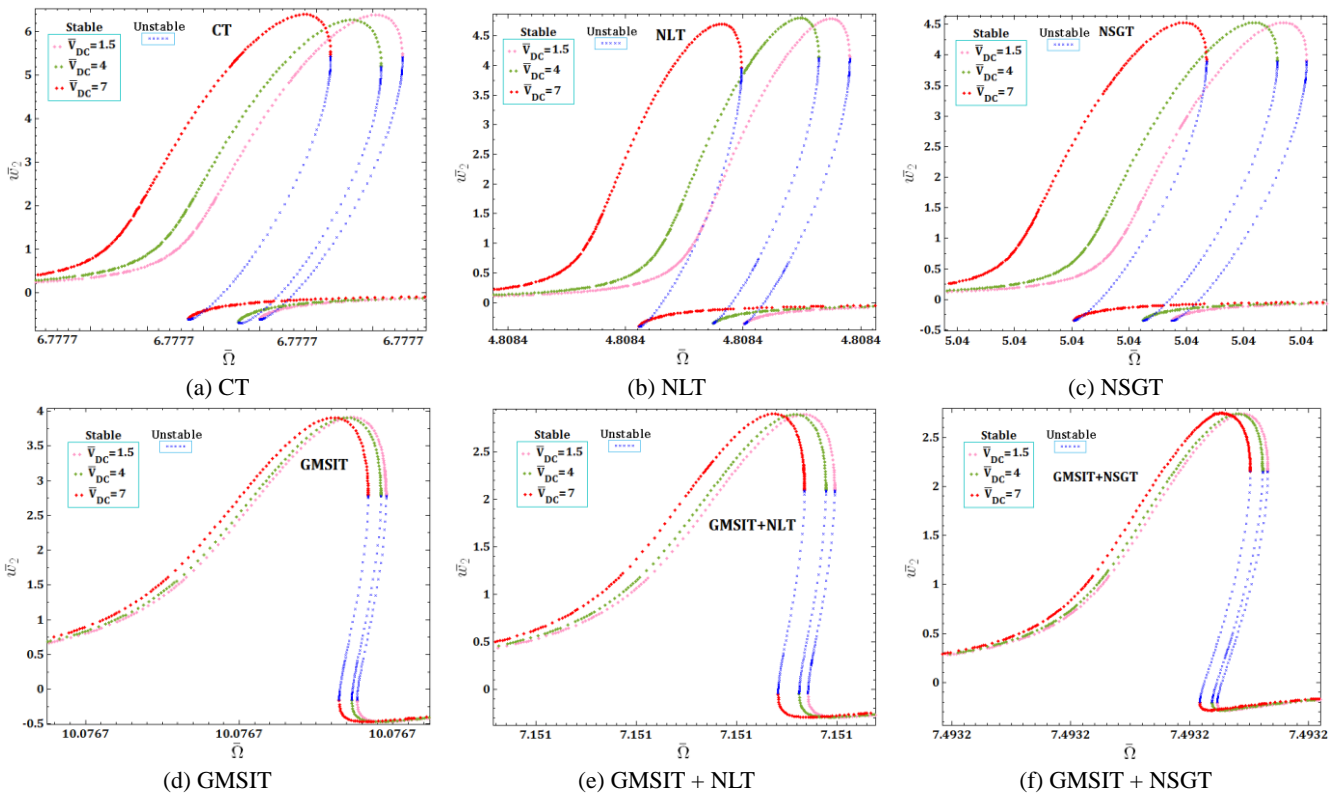 CT
Stable
Unstable
V̄DC=1.5
V̄DC=4
V̄DC=7
6
5
4
3
2
1
0
w̄2
6.7777
6.7777
6.7777
6.7777
Ω̄
(a) CT
NLT
Stable
Unstable
V̄DC=1.5
V̄DC=4
V̄DC=7
4.5
4
3.5
3
2.5
2
1.5
1
0.5
0
w̄2
4.8084
4.8084
4.8084
4.8084
Ω̄
(b) NLT
NSGT
Stable
Unstable
V̄DC=1.5
V̄DC=4
V̄DC=7
4.5
4
3.5
3
2.5
2
1.5
1
0.5
0
-0.5
w̄2
5.04
5.04
5.04
5.04
5.04
5.04
5.04
Ω̄
(c) NSGT
GMSIT
Stable
Unstable
V̄DC=1.5
V̄DC=4
V̄DC=7
4
3.5
3
2.5
2
1.5
1
0.5
0
-0.5
w̄2
10.0767
10.0767
10.0767
Ω̄
(d) GMSIT
GMSIT+NLT
Stable
Unstable
V̄DC=1.5
V̄DC=4
V̄DC=7
2.5
2
1.5
1
0.5
0
w̄2
7.151
7.151
7.151
7.151
Ω̄
(e) GMSIT + NLT
GMSIT+NSGT
Stable
Unstable
V̄DC=1.5
V̄DC=4
V̄DC=7
2.5
2
1.5
1
0.5
0
w̄2
7.4932
7.4932
7.4932
7.4932
Ω̄
(f) GMSIT + NSGT